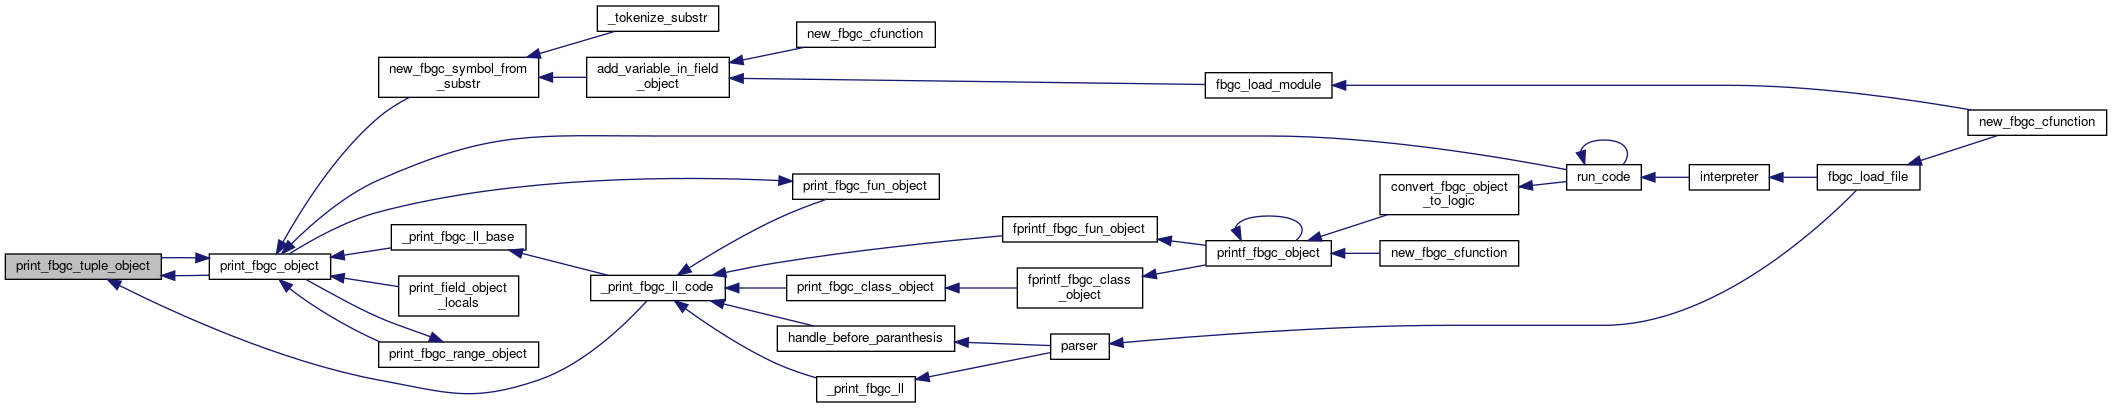 _tokenize_substr
new_fbgc_cfunction
new_fbgc_symbol_from
_substr
add_variable_in_field
_object
fbgc_load_module
new_fbgc_cfunction
print_fbgc_fun_object
run_code
interpreter
fbgc_load_file
convert_fbgc_object
_to_logic
_print_fbgc_ll_base
fprintf_fbgc_fun_object
print_fbgc_tuple_object
print_fbgc_object
printf_fbgc_object
new_fbgc_cfunction
print_field_object
_locals
_print_fbgc_ll_code
print_fbgc_class_object
fprintf_fbgc_class
_object
handle_before_paranthesis
parser
print_fbgc_range_object
_print_fbgc_ll